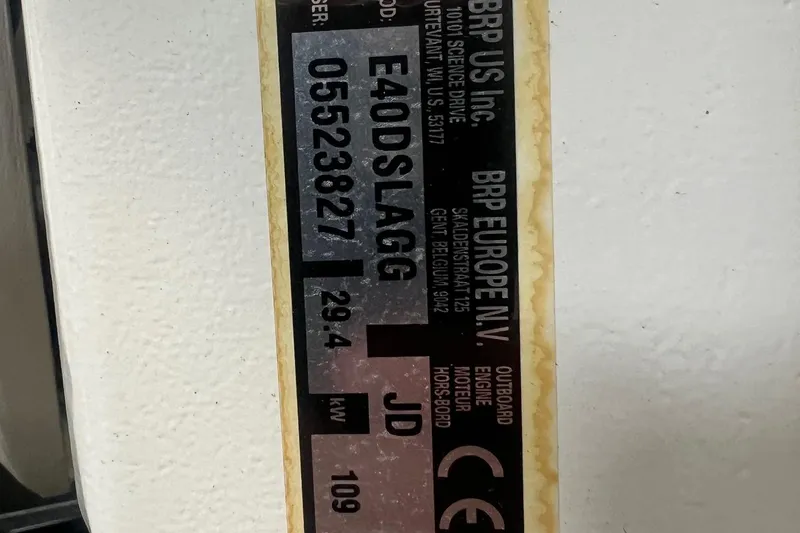 BRP US Inc.
10101 SCIENCE DRIVE
URTEVANT, WI, U.S., 53177
BRP EUROPE N.V.
SKALDENSTRAAT 125
GENT, BELGIUM, 9042
OUTBOARD
ENGINE
MOTEUR
HORS-BORD
CE
OD: E40DSLAGG JD
SER: 05523827 29.4 kW 109